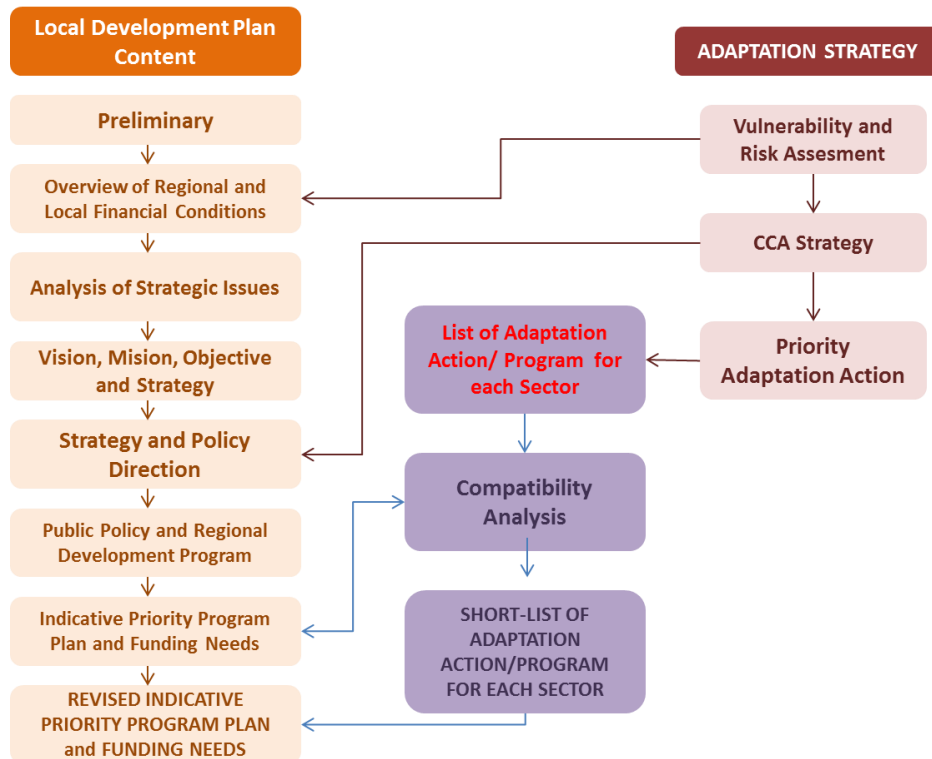 Local Development Plan
Content
Preliminary
Overview of Regional and
Local Financial Conditions
Analysis of Strategic Issues
Vision, Mision, Objective
and Strategy
Strategy and Policy
Direction
Public Policy and Regional
Development Program
Indicative Priority Program
Plan and Funding Needs
REVISED INDICATIVE
PRIORITY PROGRAM PLAN
and FUNDING NEEDS
List of Adaptation
Action/ Program for
each Sector
Compatibility
Analysis
SHORT-LIST OF
ADAPTATION
ACTION/PROGRAM
FOR EACH SECTOR
ADAPTATION STRATEGY
Vulnerability and
Risk Assesment
CCA Strategy
Priority
Adaptation Action